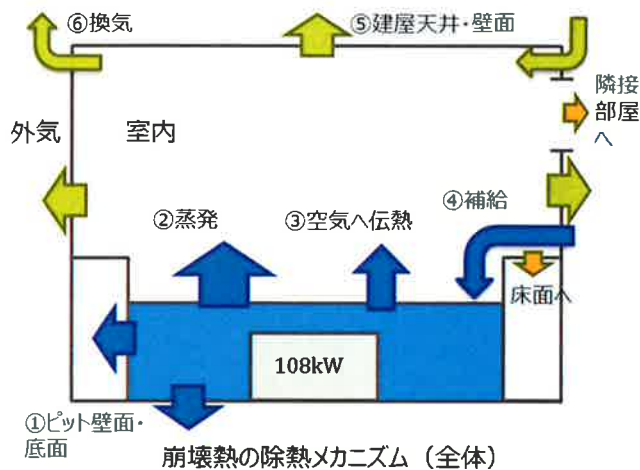 ⑥換気
⑤建屋天井・壁面
隣接
部屋
へ
外気
室内
④補給
②蒸発
③空気へ伝熱
床面へ
108kW
①ピット壁面・
底面
崩壊熱の除熱メカニズム（全体）